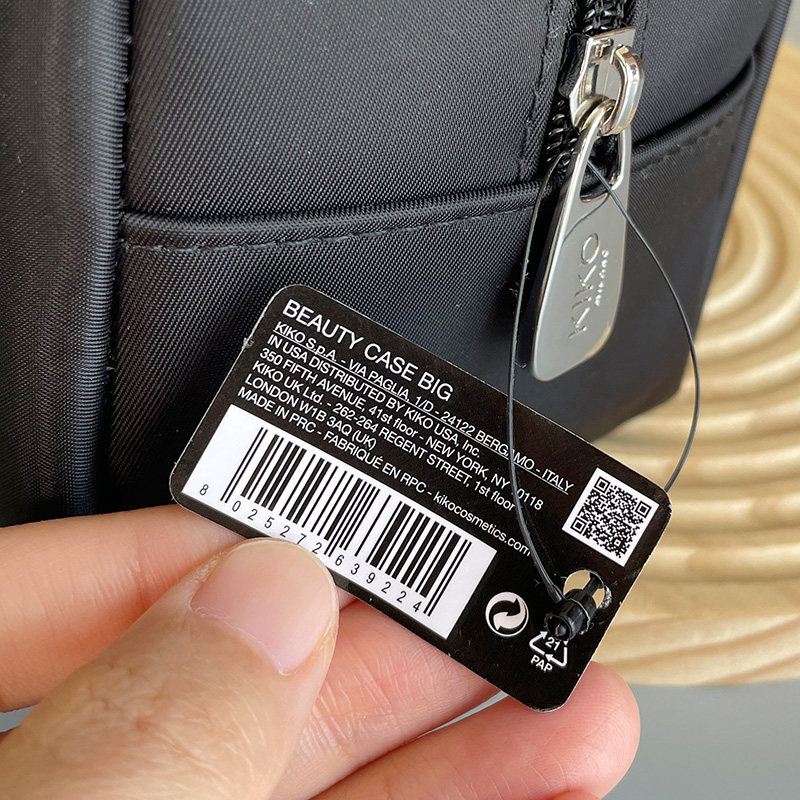 KIKO
MILANO
BEAUTY CASE BIG
KIKO S.p.A. - VIA PAGLIA, 1/D - 24122 BERGAMO - ITALY
IN USA DISTRIBUTED BY KIKO USA, Inc.
350 FIFTH AVENUE, 41st floor - NEW YORK, NY 10118
KIKO UK Ltd. - 262-264 REGENT STREET, 1st floor
LONDON W1B 3AQ (UK)
MADE IN PRC - FABRIQUÉ EN RPC - kikocosmetics.com
8 025272 639224
21
PAP